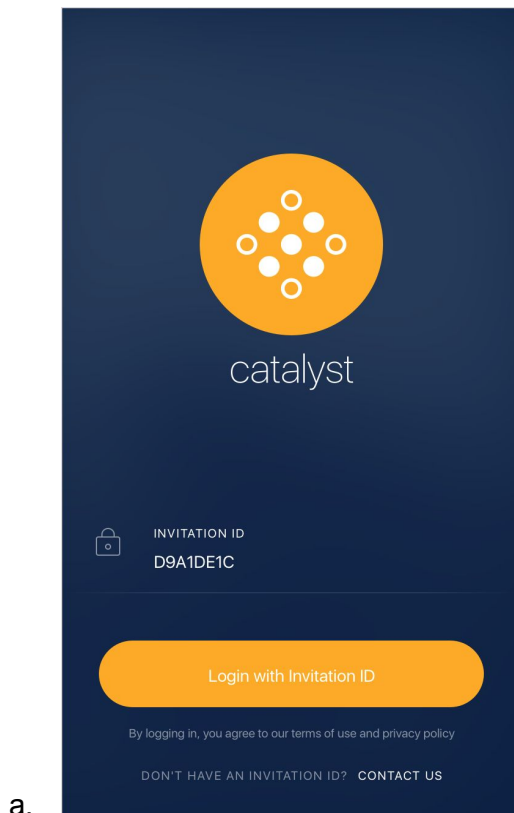 catalyst
INVITATION ID
D9A1DE1C
Login with Invitation ID
By logging in, you agree to our terms of use and privacy policy
DON'T HAVE AN INVITATION ID? CONTACT US
a.